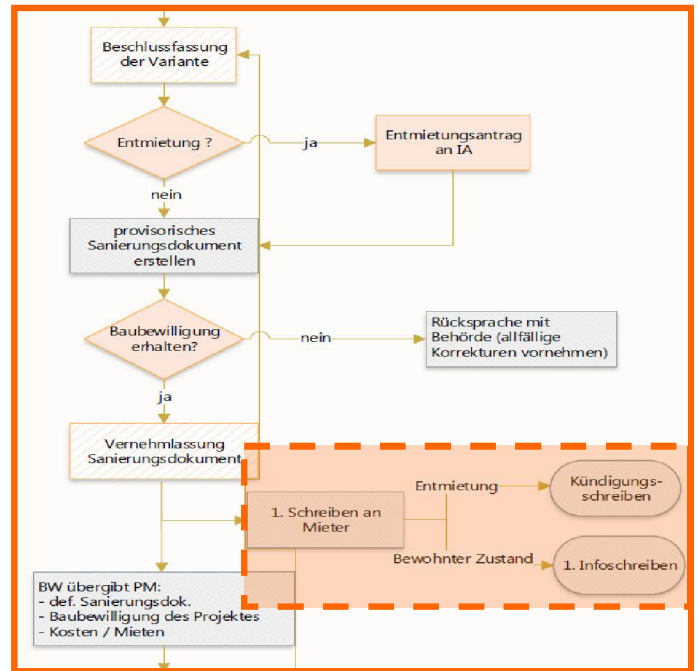 Beschlussfassung
der Variante
Entmietung ?
ja
Entmietungsantrag
an IA
nein
provisorisches
Sanierungsdokument
erstellen
Baubewilligung
erhalten?
nein
Rücksprache mit
Behörde (allfällige
Korrekturen vornehmen)
ja
Vernehmlassung
Sanierungsdokument
1. Schreiben an
Mieter
Entmietung
Kündigungs-
schreiben
Bewohnter Zustand
1. Infoschreiben
BW übergibt PM:
- def. Sanierungsdok.
- Baubewilligung des Projektes
- Kosten / Mieten